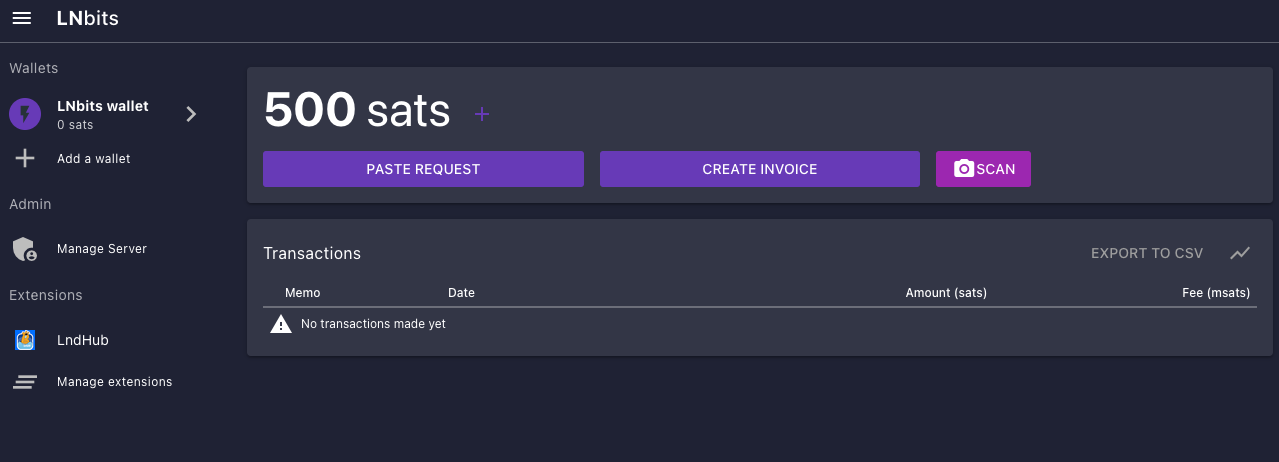 LNbits
Wallets
LNbits wallet
0 sats
Add a wallet
Admin
Manage Server
Extensions
LndHub
Manage extensions
500 sats
PASTE REQUEST
CREATE INVOICE
SCAN
Transactions
EXPORT TO CSV
Memo Date Amount (sats) Fee (msats)
No transactions made yet